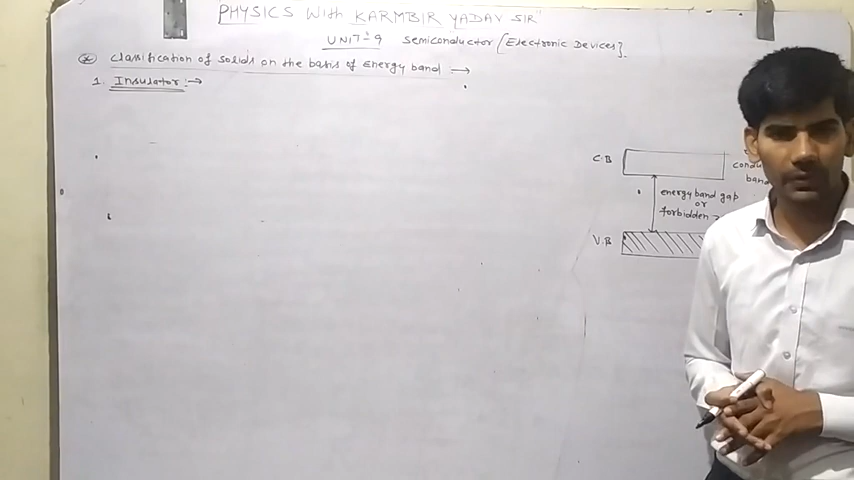 PHYSICS With KARMBIR YADAV SIR"
UNIT-9 Semiconductor [Electronic Devices].
Classification of solids on the basis of Energy band →
1. Insulator :→
C.B
band
energy band gap
or
forbidden
V.B